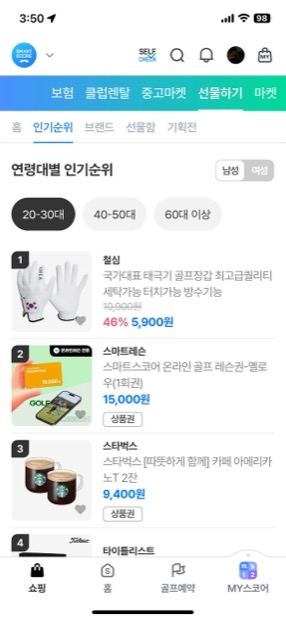 3:50
98
SMART SCORE
SELF CHECK
MY
보험 클럽렌탈 중고마켓 선물하기 마켓
홈 인기순위 브랜드 선물함 기획전
연령대별 인기순위
남성 여성
20-30대 40-50대 60대 이상
1
철심
국가대표 태극기 골프장갑 최고급퀄리티
세탁가능 터치가능 방수기능
10,900원
46% 5,900원
2
스마트레슨
스마트스코어 온라인 골프 레슨권-옐로
우(1회권)
15,000원
상품권
GOLF
3
스타벅스
스타벅스 [따뜻하게 함께] 카페 아메리카
노T 2잔
9,400원
상품권
4
Titleist
타이틀리스트
쇼핑 홈 골프예약 MY스코어